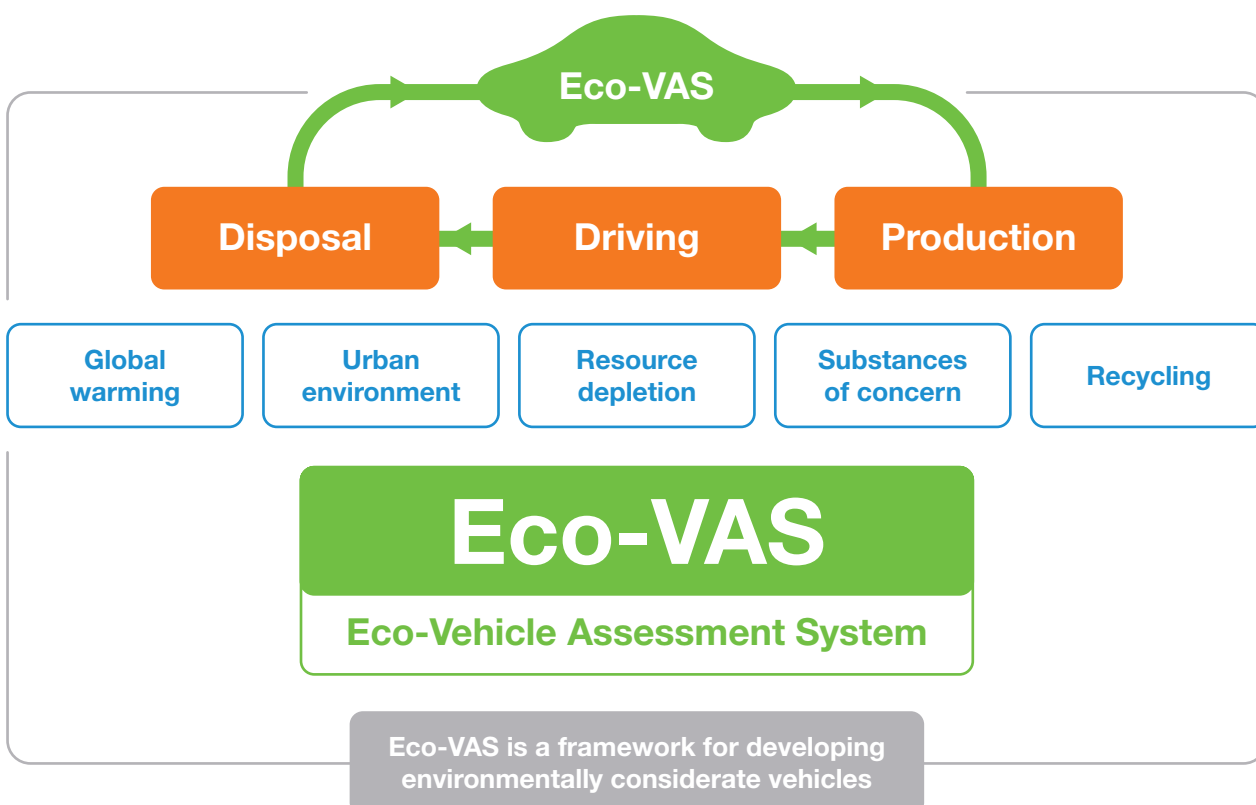 Eco-VAS
Disposal
Driving
Production
Global
warming
Urban
environment
Resource
depletion
Substances
of concern
Recycling
Eco-VAS
Eco-Vehicle Assessment System
Eco-VAS is a framework for developing
environmentally considerate vehicles